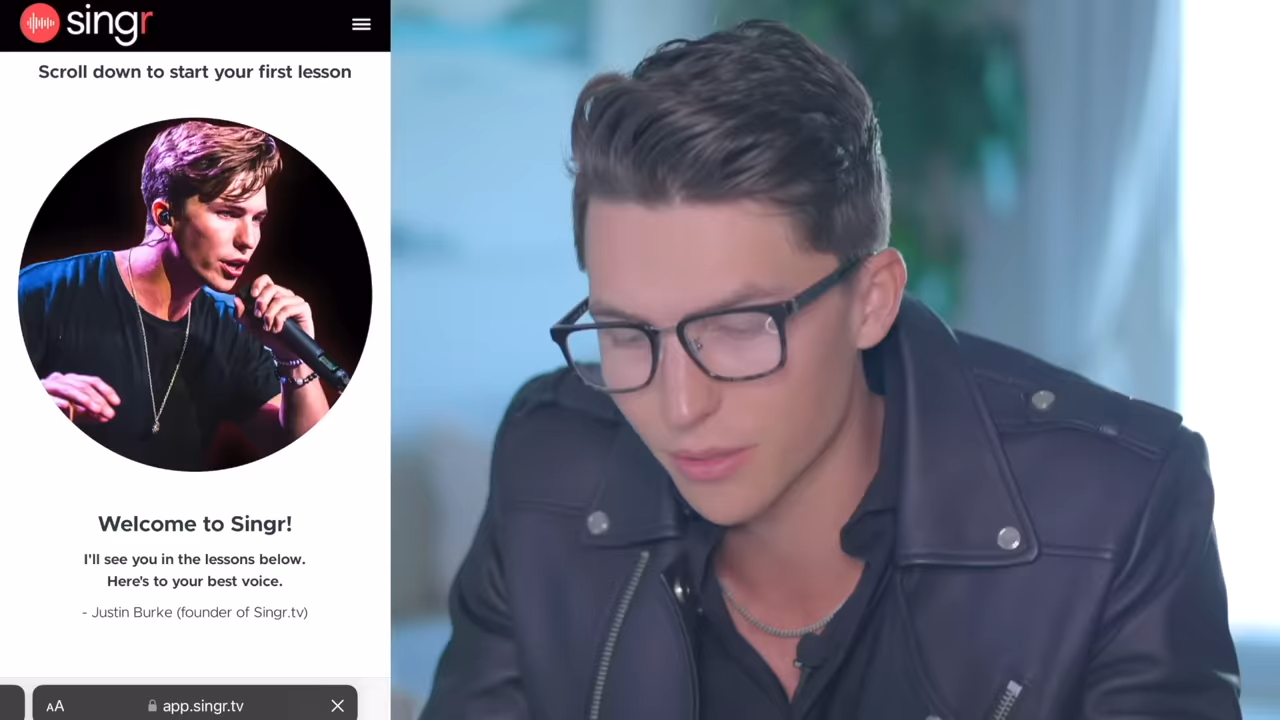 singr
Scroll down to start your first lesson
Welcome to Singr!
I'll see you in the lessons below.
Here's to your best voice.
- Justin Burke (founder of Singr.tv)
AA app.singr.tv